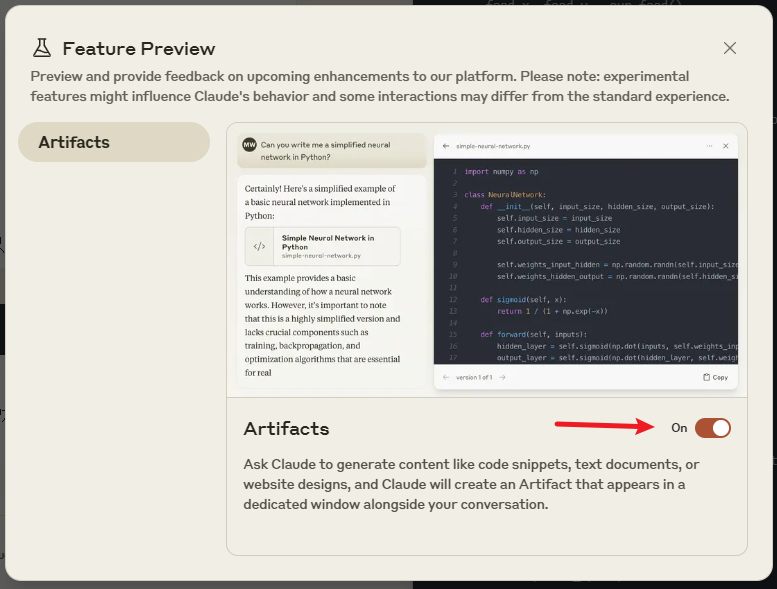 Feature Preview
Preview and provide feedback on upcoming enhancements to our platform. Please note: experimental
features might influence Claude's behavior and some interactions may differ from the standard experience.
Artifacts
MW Can you write me a simplified neural
network in Python?
Certainly! Here's a simplified example of
a basic neural network implemented in
Python:
</> Simple Neural Network in
Python
simple-neural-network.py
This example provides a basic
understanding of how a neural network
works. However, it's important to note
that this is a highly simplified version and
lacks crucial components such as
training, backpropagation, and
optimization algorithms that are essential
for real
simple-neural-network.py
1 import numpy as np
2
3 class NeuralNetwork:
4 def __init__(self, input_size, hidden_size, output_size):
5 self.input_size = input_size
6 self.hidden_size = hidden_size
7 self.output_size = output_size
8
9 self.weights_input_hidden = np.random.randn(self.input_size
10 self.weights_hidden_output = np.random.randn(self.hidden_si
11
12 def sigmoid(self, x):
13 return 1 / (1 + np.exp(-x))
14
15 def forward(self, inputs):
16 hidden_layer = self.sigmoid(np.dot(inputs, self.weights_inp
17 output_layer = self.sigmoid(np.dot(hidden_layer, self.weigh
version 1 of 1
Copy
Artifacts
On
Ask Claude to generate content like code snippets, text documents, or
website designs, and Claude will create an Artifact that appears in a
dedicated window alongside your conversation.